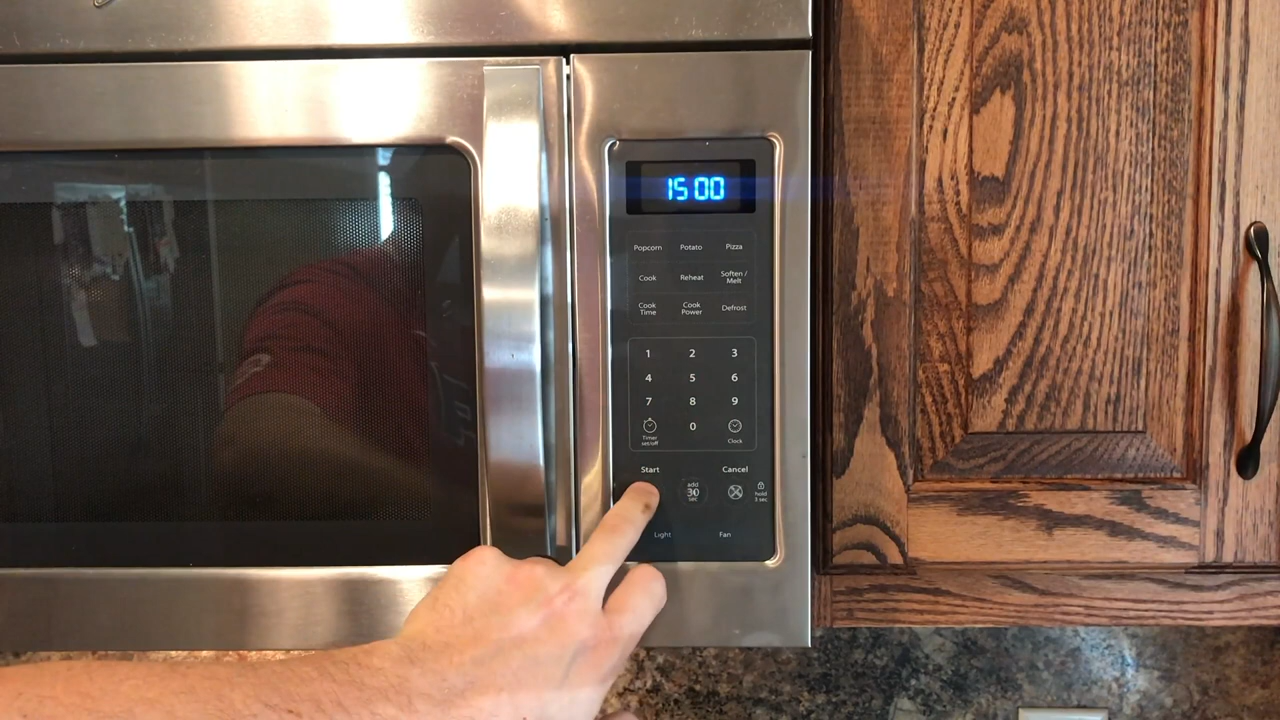 15 00
Popcorn Potato Pizza
Cook Reheat Soften /
Melt
Cook
Time Cook
Power Defrost
1 2 3
4 5 6
7 8 9
0
Timer
set/off Clock
Start Cancel
add
30
sec
hold
3 sec
Light Fan